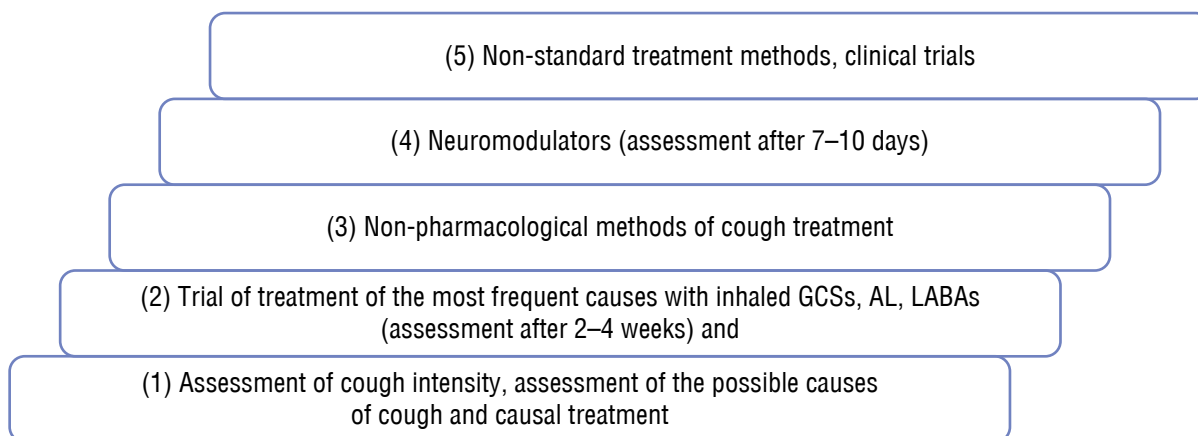 (5) Non-standard treatment methods, clinical trials
(4) Neuromodulators (assessment after 7–10 days)
(3) Non-pharmacological methods of cough treatment
(2) Trial of treatment of the most frequent causes with inhaled GCSs, AL, LABAs
(assessment after 2–4 weeks) and
(1) Assessment of cough intensity, assessment of the possible causes
of cough and causal treatment